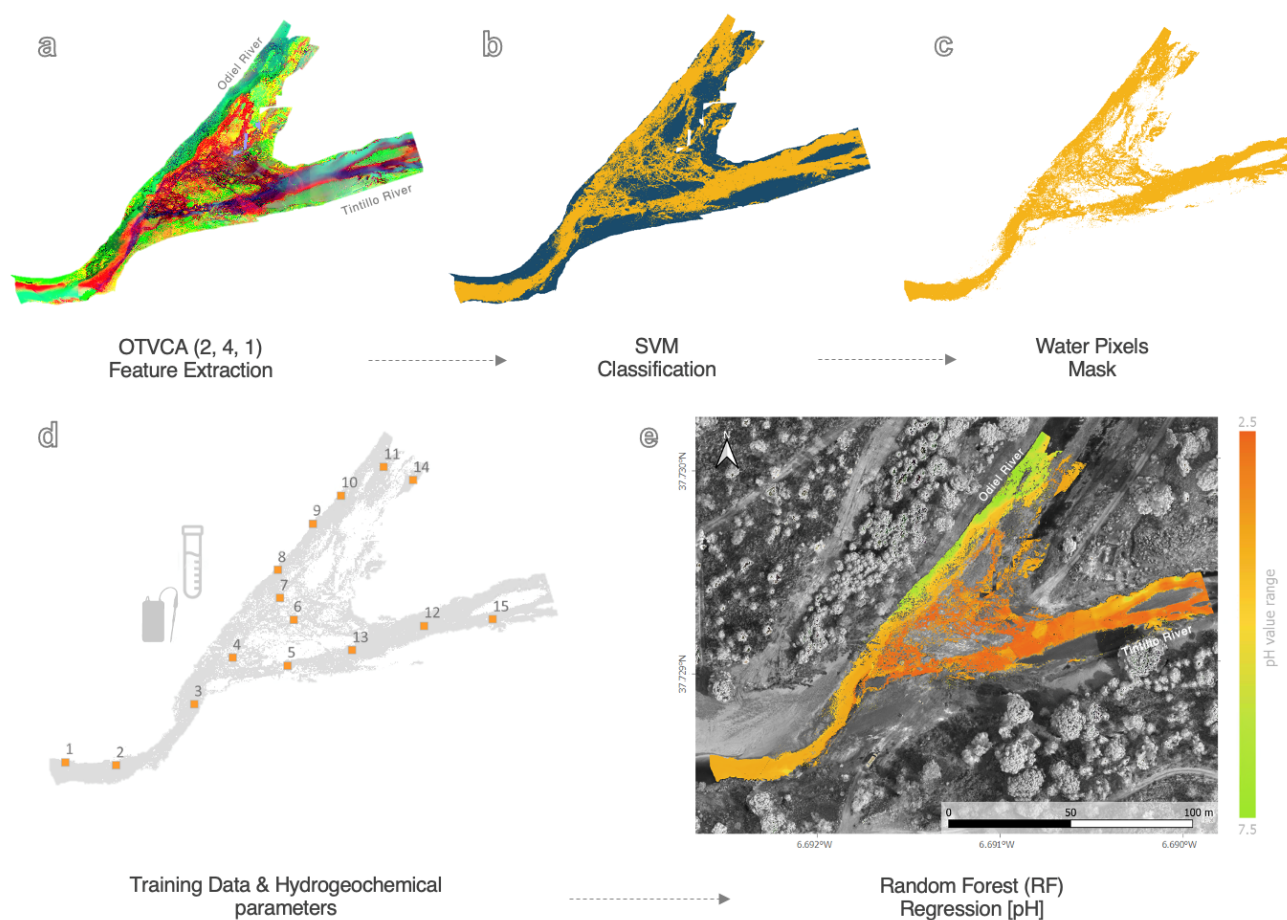 a
Odiel River
Tintillo River
b
c
OTVCA (2, 4, 1)
Feature Extraction
SVM
Classification
Water Pixels
Mask
d
1
2
3
4
5
6
7
8
9
10
11
12
13
14
15
e
37.730°N
37.729°N
Odiel River
Tintillo River
0
50
100 m
6.692°W
6.691°W
6.690°W
2.5
pH value range
7.5
Training Data & Hydrogeochemical
parameters
Random Forest (RF)
Regression [pH]